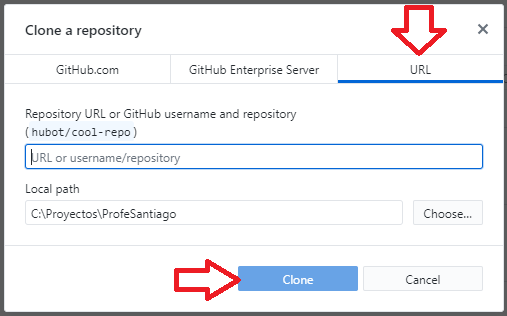 Clone a repository
GitHub.com
GitHub Enterprise Server
URL
Repository URL or GitHub username and repository
(hubot/cool-repo)
URL or username/repository
Local path
C:\Proyectos\ProfeSantiago
Choose...
Clone
Cancel